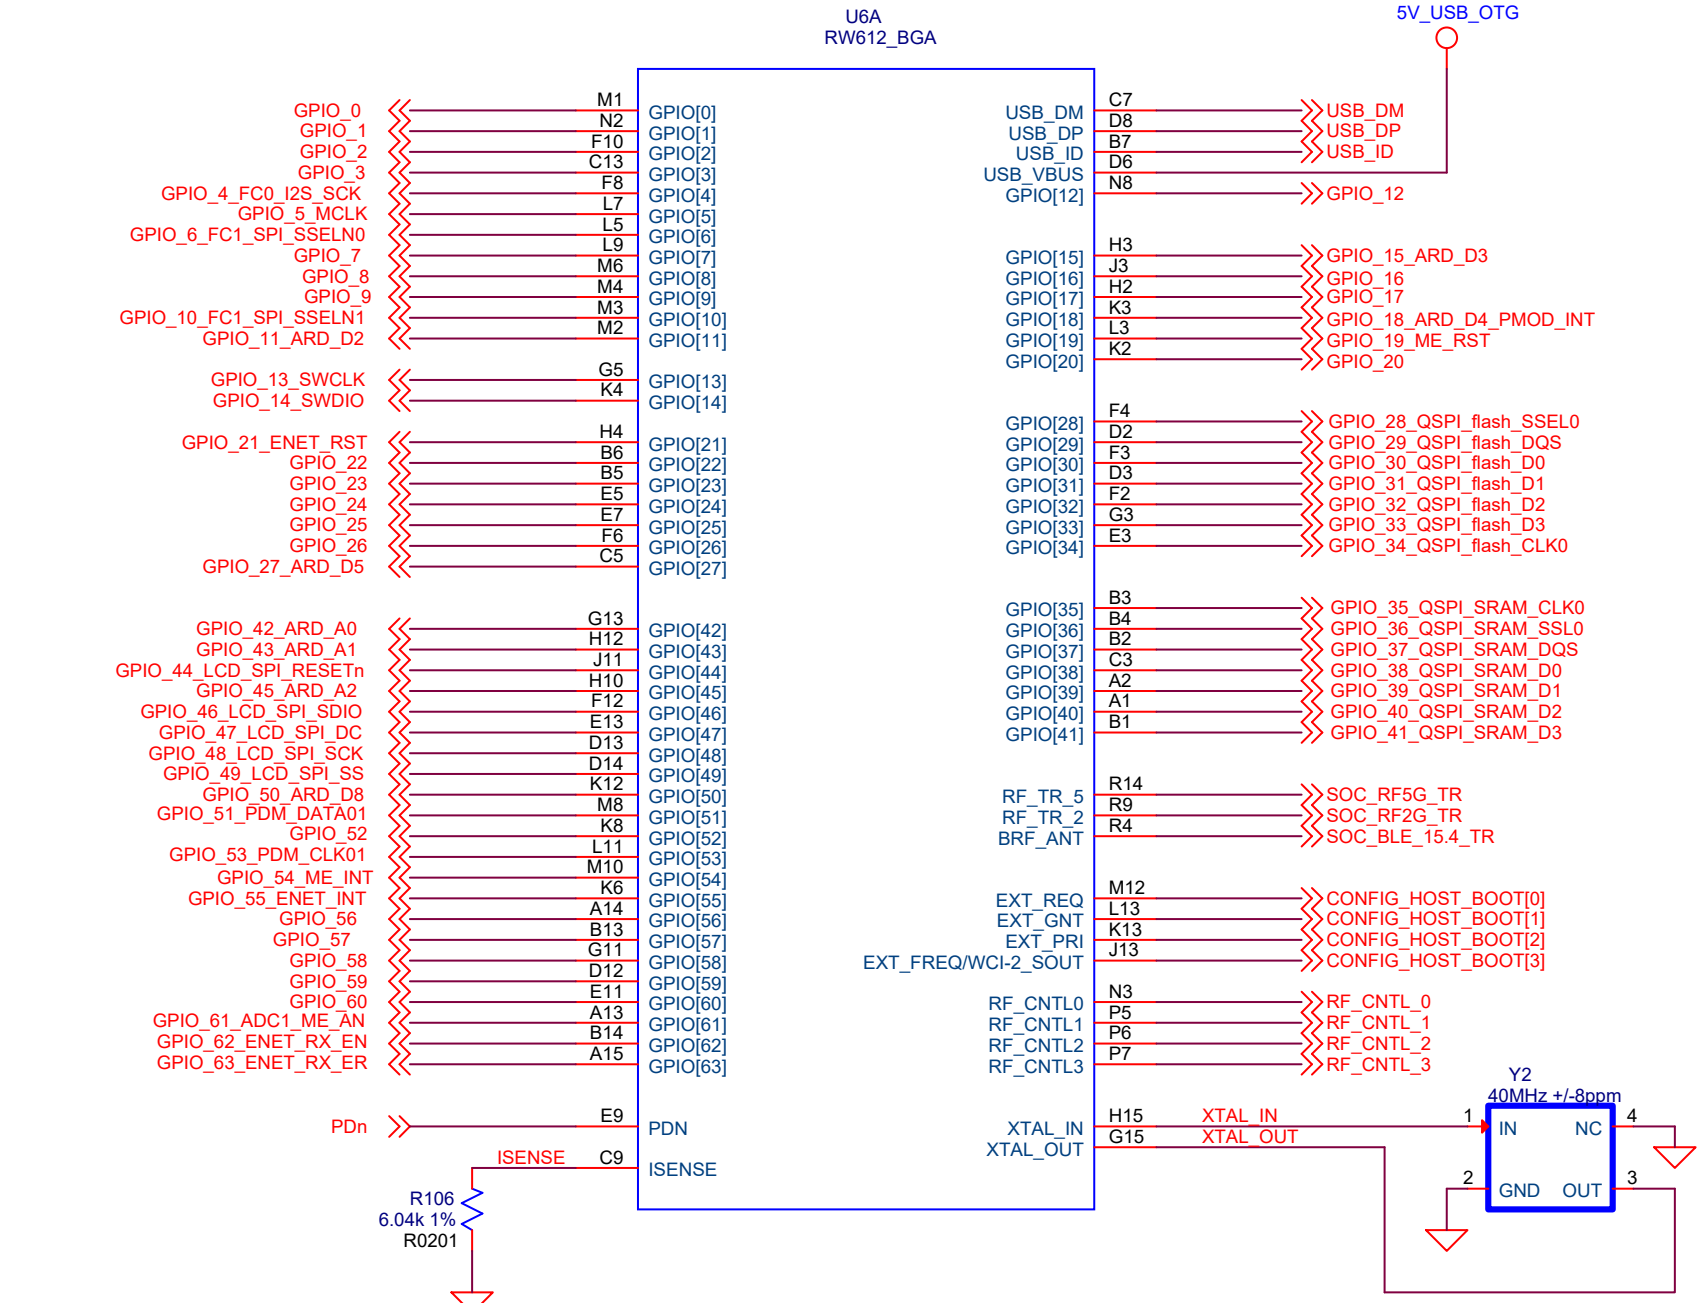 U6A
RW612_BGA
5V_USB_OTG
GPIO_0 M1 GPIO[0] USB_DM C7 USB_DM
GPIO_1 N2 GPIO[1] USB_DP D8 USB_DP
GPIO_2 F10 GPIO[2] USB_ID B7 USB_ID
GPIO_3 C13 GPIO[3] USB_VBUS D6
GPIO_4_FC0_I2S_SCK F8 GPIO[4] GPIO[12] N8 GPIO_12
GPIO_5_MCLK L7 GPIO[5]
GPIO_6_FC1_SPI_SSELN0 L5 GPIO[6]
GPIO_7 L9 GPIO[7] GPIO[15] H3 GPIO_15_ARD_D3
GPIO_8 M6 GPIO[8] GPIO[16] J3 GPIO_16
GPIO_9 M4 GPIO[9] GPIO[17] H2 GPIO_17
GPIO_10_FC1_SPI_SSELN1 M3 GPIO[10] GPIO[18] K3 GPIO_18_ARD_D4_PMOD_INT
GPIO_11_ARD_D2 M2 GPIO[11] GPIO[19] L3 GPIO_19_ME_RST
GPIO[20] K2 GPIO_20
GPIO_13_SWCLK G5 GPIO[13]
GPIO_14_SWDIO K4 GPIO[14]
GPIO[28] F4 GPIO_28_QSPI_flash_SSEL0
GPIO_21_ENET_RST H4 GPIO[21] GPIO[29] D2 GPIO_29_QSPI_flash_DQS
GPIO_22 B6 GPIO[22] GPIO[30] F3 GPIO_30_QSPI_flash_D0
GPIO_23 B5 GPIO[23] GPIO[31] D3 GPIO_31_QSPI_flash_D1
GPIO_24 E5 GPIO[24] GPIO[32] F2 GPIO_32_QSPI_flash_D2
GPIO_25 E7 GPIO[25] GPIO[33] G3 GPIO_33_QSPI_flash_D3
GPIO_26 F6 GPIO[26] GPIO[34] E3 GPIO_34_QSPI_flash_CLK0
GPIO_27_ARD_D5 C5 GPIO[27]
GPIO[35] B3 GPIO_35_QSPI_SRAM_CLK0
GPIO_42_ARD_A0 G13 GPIO[42] GPIO[36] B4 GPIO_36_QSPI_SRAM_SSL0
GPIO_43_ARD_A1 H12 GPIO[43] GPIO[37] B2 GPIO_37_QSPI_SRAM_DQS
GPIO_44_LCD_SPI_RESETn J11 GPIO[44] GPIO[38] C3 GPIO_38_QSPI_SRAM_D0
GPIO_45_ARD_A2 H10 GPIO[45] GPIO[39] A2 GPIO_39_QSPI_SRAM_D1
GPIO_46_LCD_SPI_SDIO F12 GPIO[46] GPIO[40] A1 GPIO_40_QSPI_SRAM_D2
GPIO_47_LCD_SPI_DC E13 GPIO[47] GPIO[41] B1 GPIO_41_QSPI_SRAM_D3
GPIO_48_LCD_SPI_SCK D13 GPIO[48]
GPIO_49_LCD_SPI_SS D14 GPIO[49]
GPIO_50_ARD_D8 K12 GPIO[50] RF_TR_5 R14 SOC_RF5G_TR
GPIO_51_PDM_DATA01 M8 GPIO[51] RF_TR_2 R9 SOC_RF2G_TR
GPIO_52 K8 GPIO[52] BRF_ANT R4 SOC_BLE_15.4_TR
GPIO_53_PDM_CLK01 L11 GPIO[53]
GPIO_54_ME_INT M10 GPIO[54]
GPIO_55_ENET_INT K6 GPIO[55] EXT_REQ M12 CONFIG_HOST_BOOT[0]
GPIO_56 A14 GPIO[56] EXT_GNT L13 CONFIG_HOST_BOOT[1]
GPIO_57 B13 GPIO[57] EXT_PRI K13 CONFIG_HOST_BOOT[2]
GPIO_58 G11 GPIO[58] EXT_FREQ/WCI-2_SOUT J13 CONFIG_HOST_BOOT[3]
GPIO_59 D12 GPIO[59]
GPIO_60 E11 GPIO[60] RF_CNTL0 N3 RF_CNTL_0
GPIO_61_ADC1_ME_AN A13 GPIO[61] RF_CNTL1 P5 RF_CNTL_1
GPIO_62_ENET_RX_EN B14 GPIO[62] RF_CNTL2 P6 RF_CNTL_2
GPIO_63_ENET_RX_ER A15 GPIO[63] RF_CNTL3 P7 RF_CNTL_3
Y2
40MHz +/-8ppm
PDn E9 PDN XTAL_IN H15 XTAL_IN 1 IN NC 4
XTAL_OUT G15 XTAL_OUT
ISENSE C9 ISENSE
2 GND OUT 3
R106
6.04k 1%
R0201